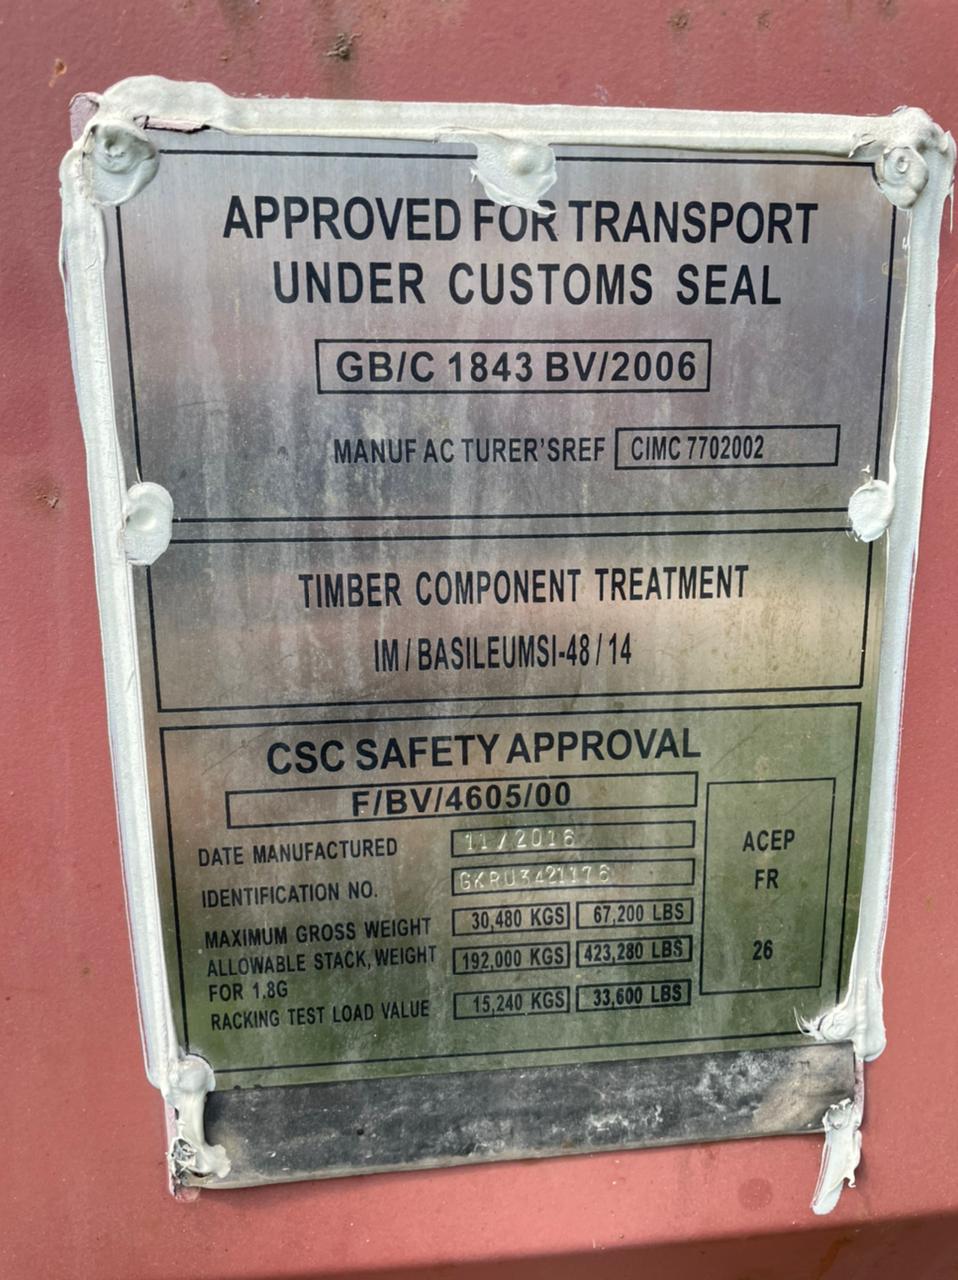 APPROVED FOR TRANSPORT
UNDER CUSTOMS SEAL
GB/C 1843 BV/2006
MANUFACTURER'SREF CIMC 7702002
TIMBER COMPONENT TREATMENT
IM / BASILEUMSI-48 / 14
CSC SAFETY APPROVAL
F/BV/4605/00
DATE MANUFACTURED 11/2016
IDENTIFICATION NO. GKRU3421176
MAXIMUM GROSS WEIGHT 30,480 KGS 67,200 LBS
ALLOWABLE STACK, WEIGHT 192,000 KGS 423,280 LBS
FOR 1.8G
RACKING TEST LOAD VALUE 15,240 KGS 33,600 LBS
ACEP
FR
26